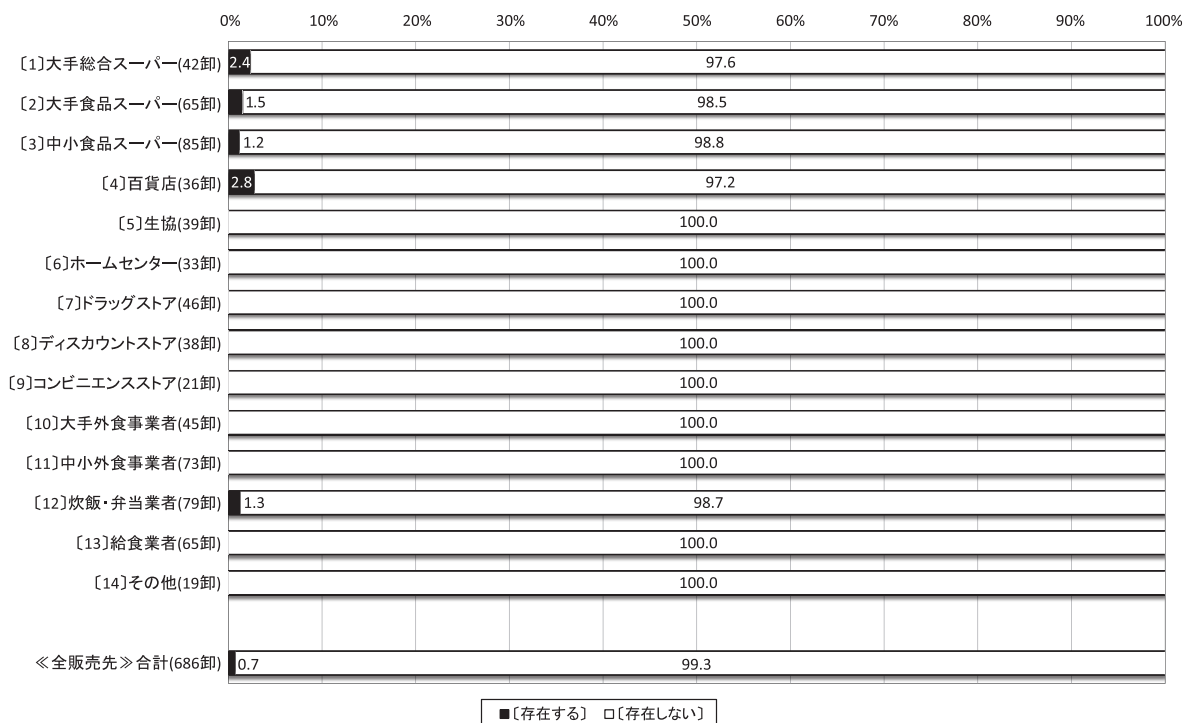 0% 10% 20% 30% 40% 50% 60% 70% 80% 90% 100%
〔1〕大手総合スーパー(42卸) 2.4 97.6
〔2〕大手食品スーパー(65卸) 1.5 98.5
〔3〕中小食品スーパー(85卸) 1.2 98.8
〔4〕百貨店(36卸) 2.8 97.2
〔5〕生協(39卸) 100.0
〔6〕ホームセンター(33卸) 100.0
〔7〕ドラッグストア(46卸) 100.0
〔8〕ディスカウントストア(38卸) 100.0
〔9〕コンビニエンスストア(21卸) 100.0
〔10〕大手外食事業者(45卸) 100.0
〔11〕中小外食事業者(73卸) 100.0
〔12〕炊飯・弁当業者(79卸) 1.3 98.7
〔13〕給食業者(65卸) 100.0
〔14〕その他(19卸) 100.0
≪全販売先≫合計(686卸) 0.7 99.3
■〔存在する〕 □〔存在しない〕